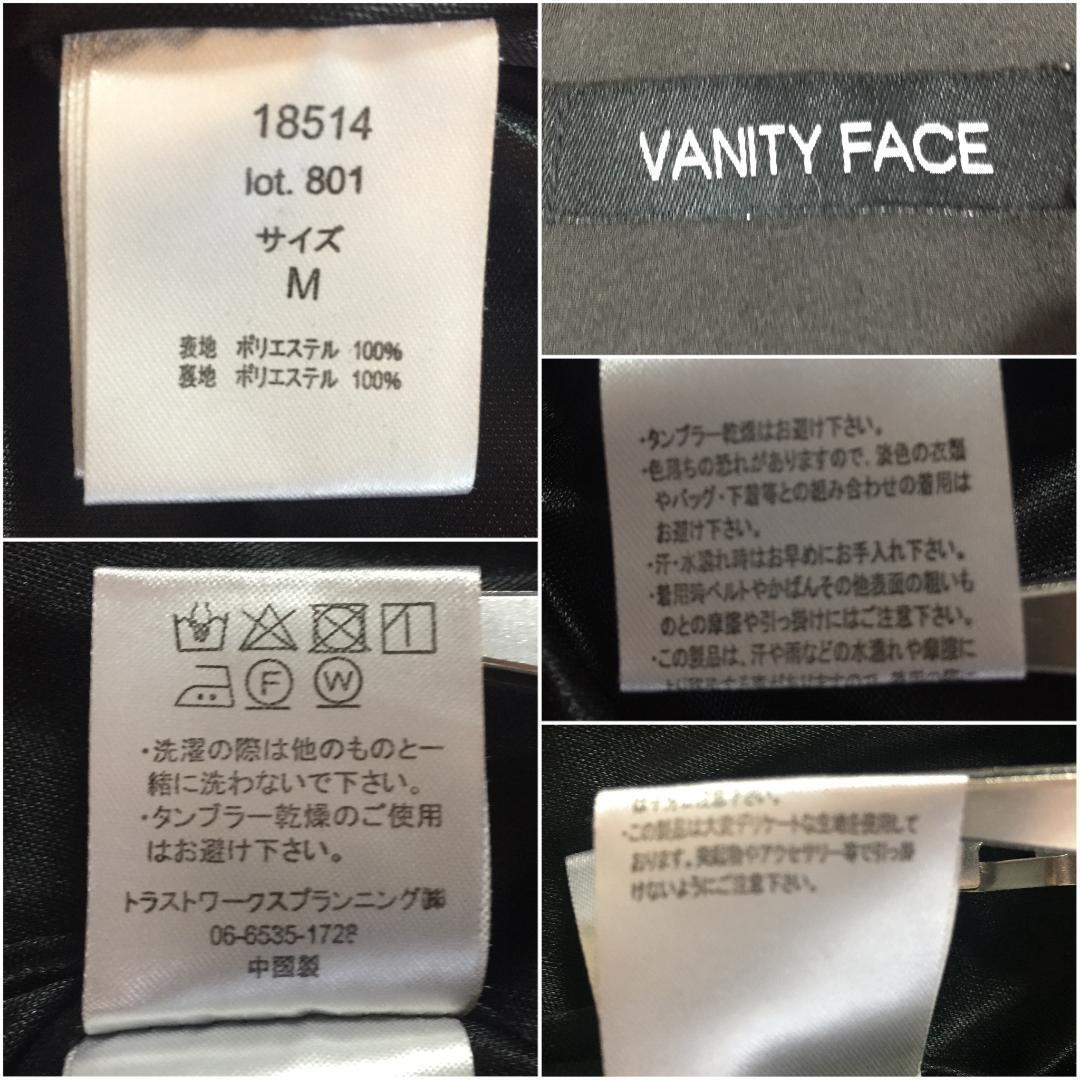 18514
lot. 801
サイズ
M
表地 ポリエステル 100%
裏地 ポリエステル 100%
VANITY FACE
・タンブラー乾燥はお避け下さい。
・色落ちの恐れがありますので、淡色の衣類
やバッグ・下着等との組み合わせの着用は
お避け下さい。
・汗・水濡れ時はお早めにお手入れ下さい。
・着用時ベルトやかばんその他表面の粗いも
のとの摩擦や引っ掛けにはご注意下さい。
・この製品は、汗や雨などの水濡れや摩擦に
F W
・洗濯の際は他のものと一
緒に洗わないで下さい。
・タンブラー乾燥のご使用
はお避け下さい。
トラストワークスプランニング㈱
06-6535-1728
中國製
・この製品は大変デリケートな生地を使用して
おります。突起物やアクセサリー等で引っ掛
けないようにご注意下さい。